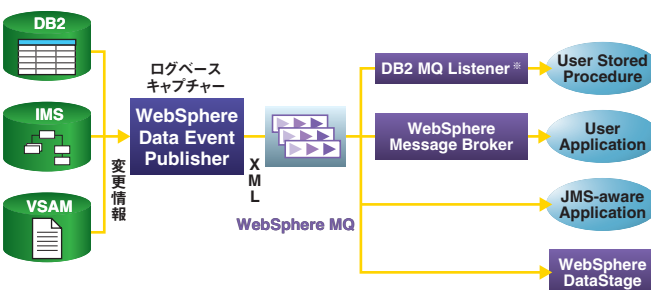 DB2
IMS
VSAM
変更情報
ログベース
キャプチャー
WebSphere
Data Event
Publisher
XML
WebSphere MQ
DB2 MQ Listener※
User Stored
Procedure
WebSphere
Message Broker
User
Application
JMS-aware
Application
WebSphere
DataStage